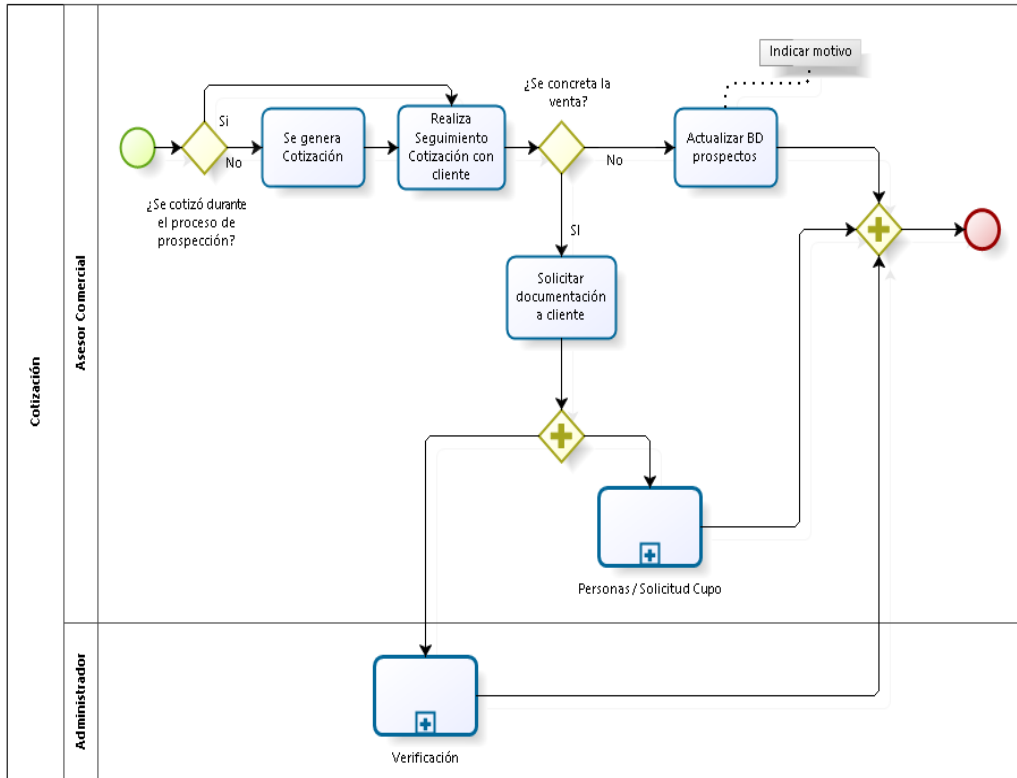 Cotización
Asesor Comercial
Administrador
¿Se cotizó durante
el proceso de
prospección?
Si
No
Se genera
Cotización
Realiza
Seguimiento
Cotización con
cliente
¿Se concreta la
venta?
No
SI
Indicar motivo
Actualizar BD
prospectos
Solicitar
documentación
a cliente
Personas / Solicitud Cupo
Verificación